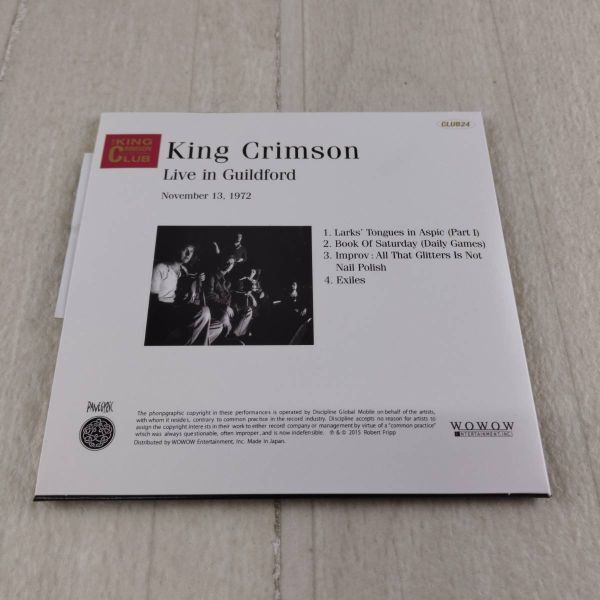 CLUB24
THE KING
CRIMSON
CLUB
King Crimson
Live in Guildford
November 13, 1972
1. Larks' Tongues in Aspic (Part I)
2. Book Of Saturday (Daily Games)
3. Improv : All That Glitters Is Not
Nail Polish
4. Exiles
PANEGYRIC
The phonpgraphic copyright in these performances is operated by Discipline Global Mobile on behalf of the artists,
with whom it resides, contrary to common practice in the record industry. Discipline accepts no reason for artists to
assign the copyright interests in their work to either record company or management by virtue of a "common practice"
which was always questionable, often improper, and is now indefensible. ℗ & © 2015 Robert Fripp
Distributed by WOWOW Entertainment, Inc. Made in Japan.
WOWOW
ENTERTAINMENT, INC.